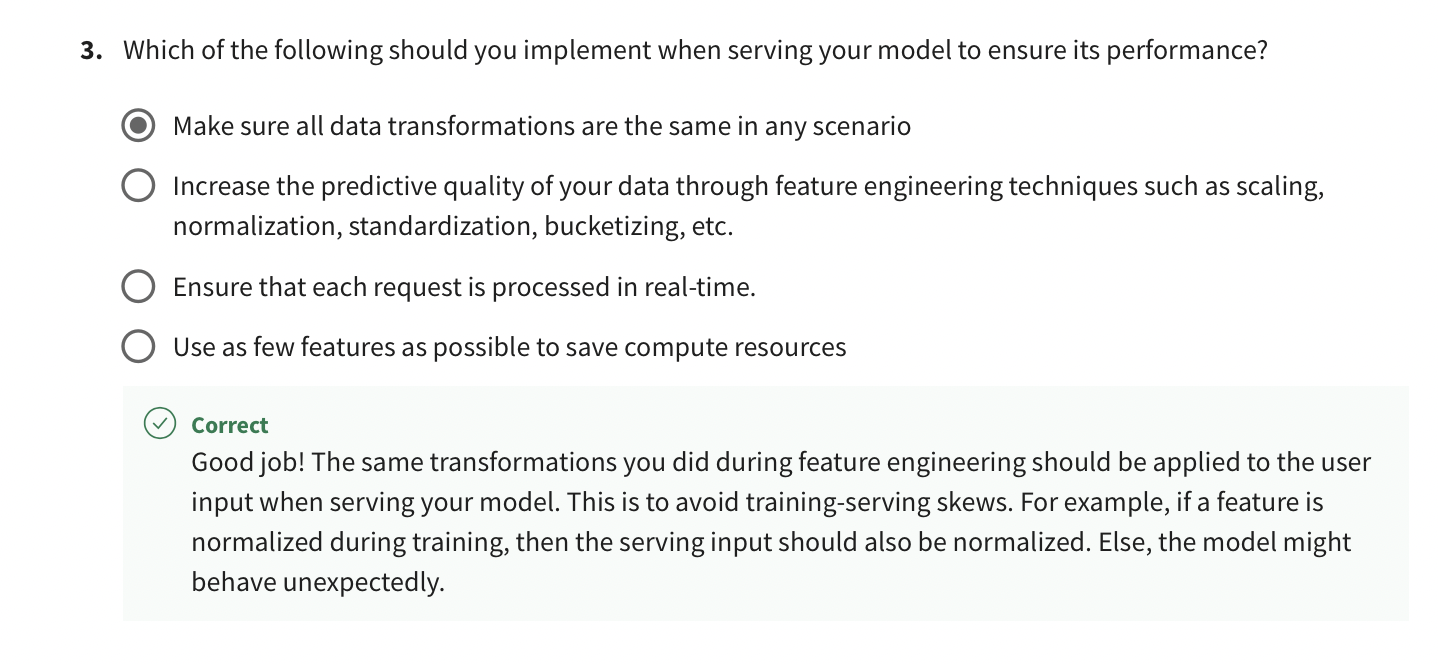 3. Which of the following should you implement when serving your model to ensure its performance?
Make sure all data transformations are the same in any scenario
Increase the predictive quality of your data through feature engineering techniques such as scaling,
normalization, standardization, bucketizing, etc.
Ensure that each request is processed in real-time.
Use as few features as possible to save compute resources
Correct
Good job! The same transformations you did during feature engineering should be applied to the user
input when serving your model. This is to avoid training-serving skews. For example, if a feature is
normalized during training, then the serving input should also be normalized. Else, the model might
behave unexpectedly.